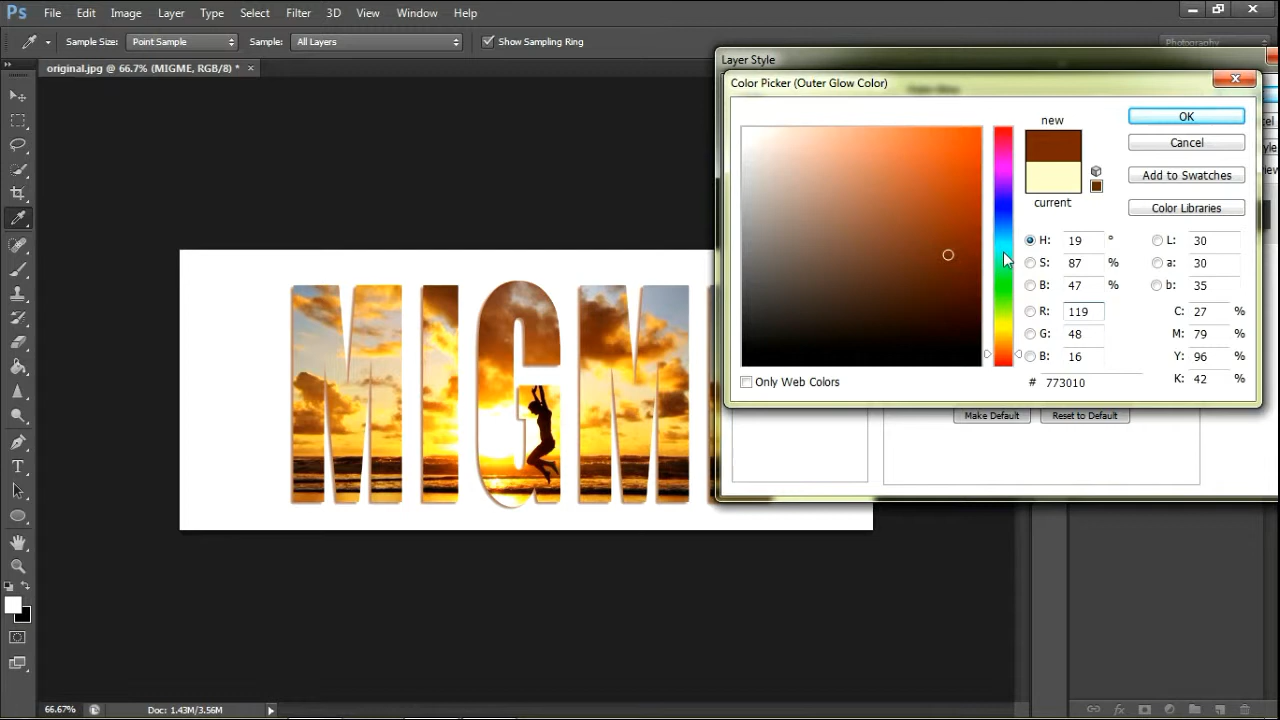 Ps File Edit Image Layer Type Select Filter 3D View Window Help
Sample Size: Point Sample Sample: All Layers Show Sampling Ring
Photography
original.jpg @ 66.7% (MIGME, RGB/8) * ×
Layer Style
Color Picker (Outer Glow Color)
new
current
OK
Cancel
Add to Swatches
Color Libraries
H: 19 ° L: 30
S: 87 % a: 30
B: 47 % b: 35
R: 119 C: 27 %
G: 48 M: 79 %
B: 16 Y: 96 %
# 773010 K: 42 %
Only Web Colors
Make Default Reset to Default
MIGM
66.67% Doc: 1.43M/3.56M